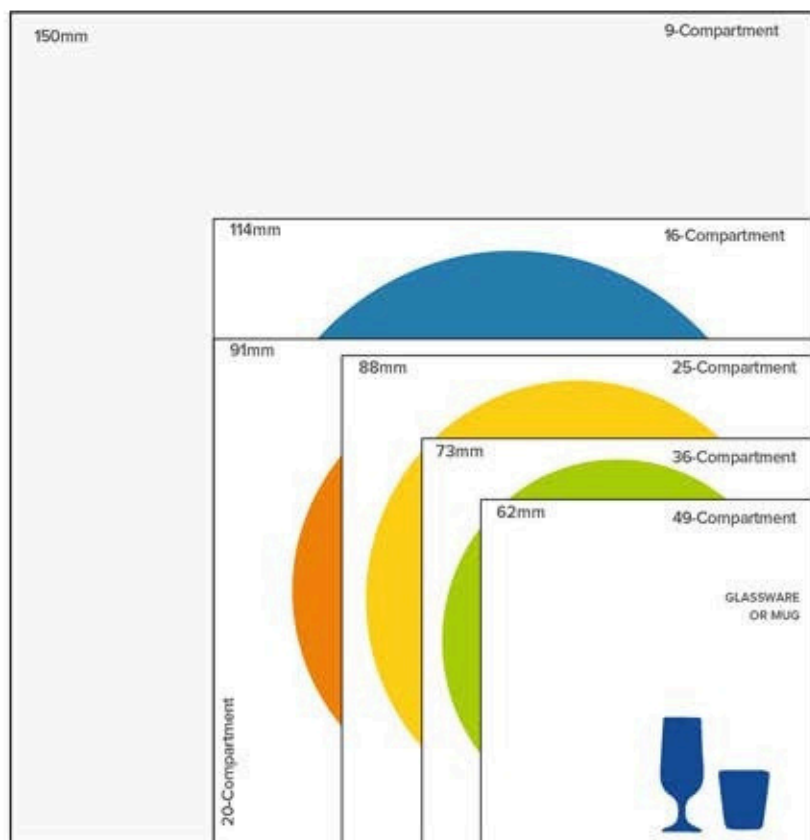 150mm
9-Compartment
114mm
16-Compartment
91mm
88mm
25-Compartment
73mm
36-Compartment
62mm
49-Compartment
GLASSWARE
OR MUG
20-Compartment